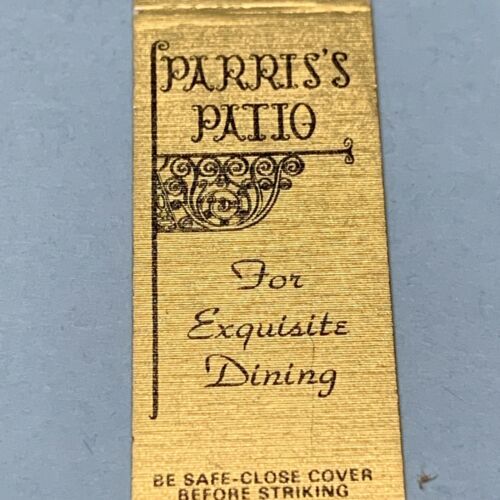 PARRIS'S
PATIO
For
Exquisite
Dining
BE SAFE-CLOSE COVER
BEFORE STRIKING